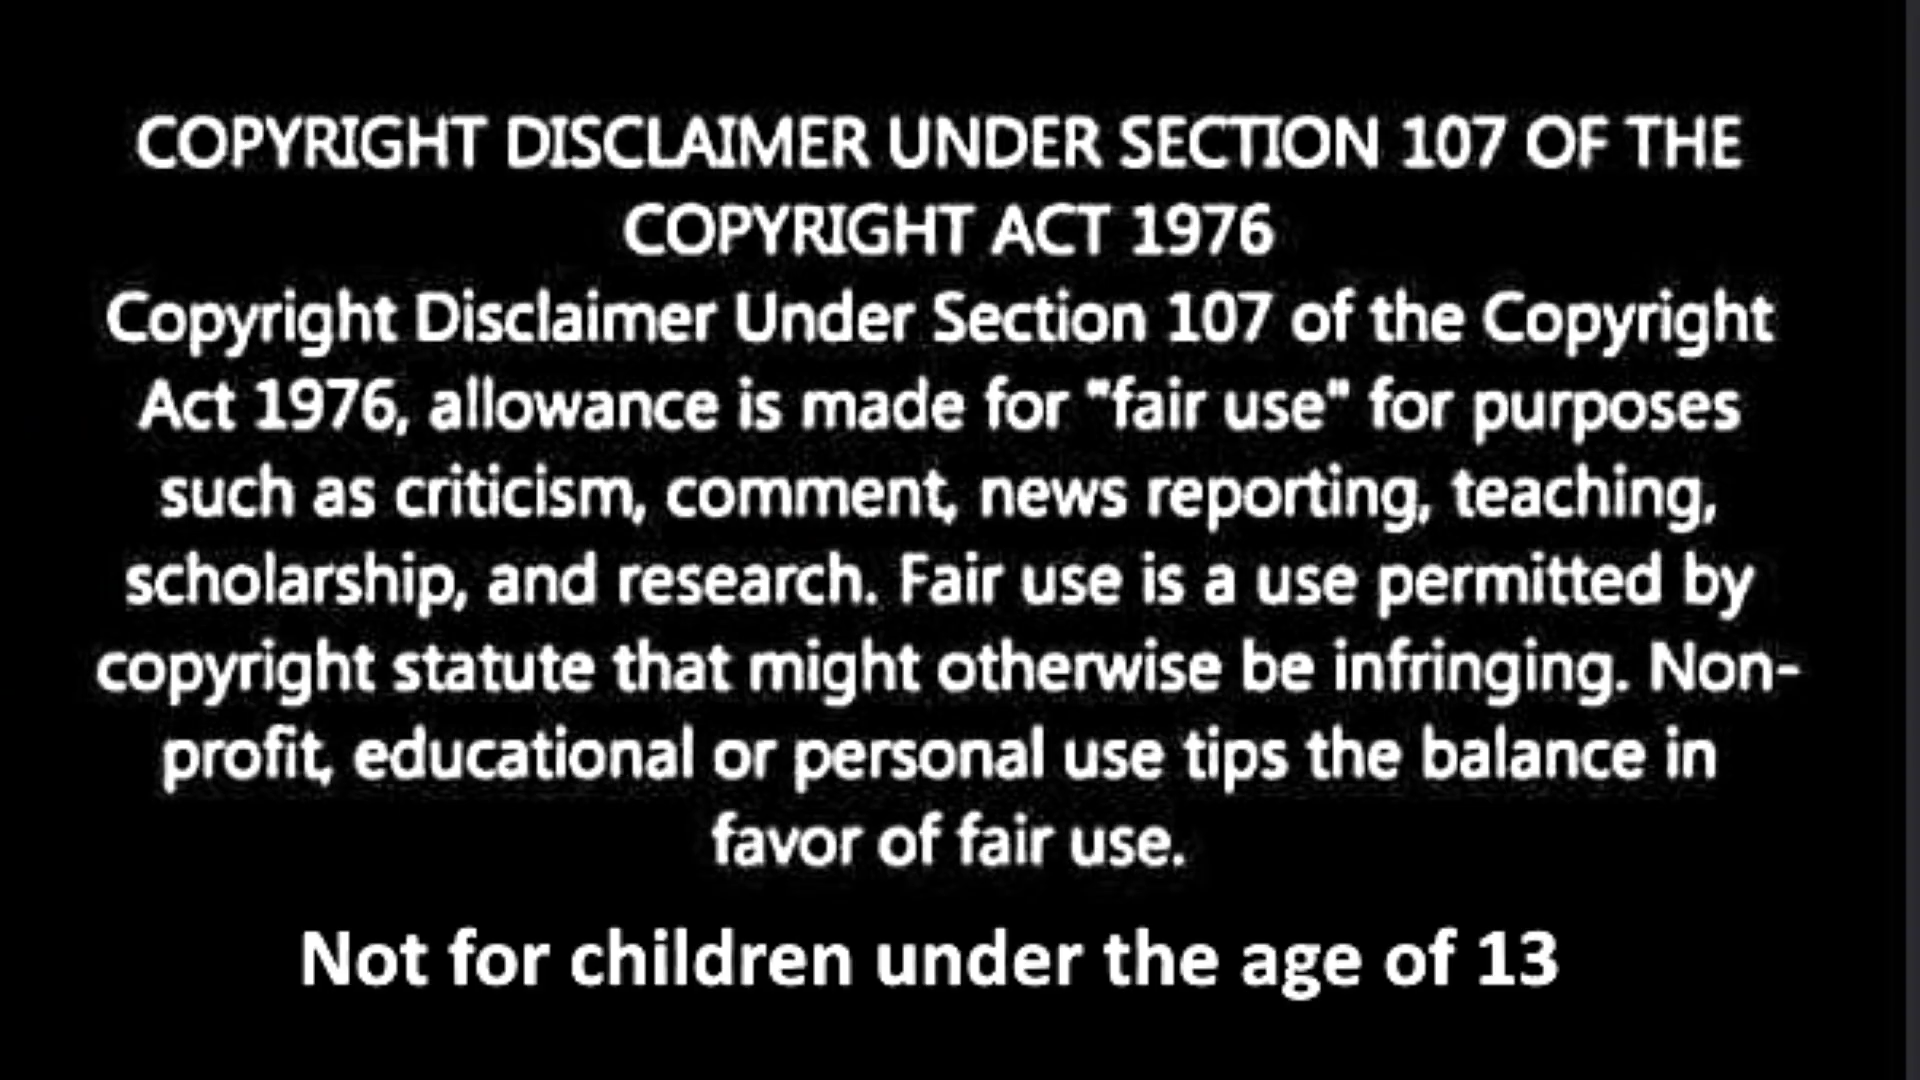 COPYRIGHT DISCLAIMER UNDER SECTION 107 OF THE
COPYRIGHT ACT 1976
Copyright Disclaimer Under Section 107 of the Copyright
Act 1976, allowance is made for "fair use" for purposes
such as criticism, comment, news reporting, teaching,
scholarship, and research. Fair use is a use permitted by
copyright statute that might otherwise be infringing. Non-
profit, educational or personal use tips the balance in
favor of fair use.
Not for children under the age of 13